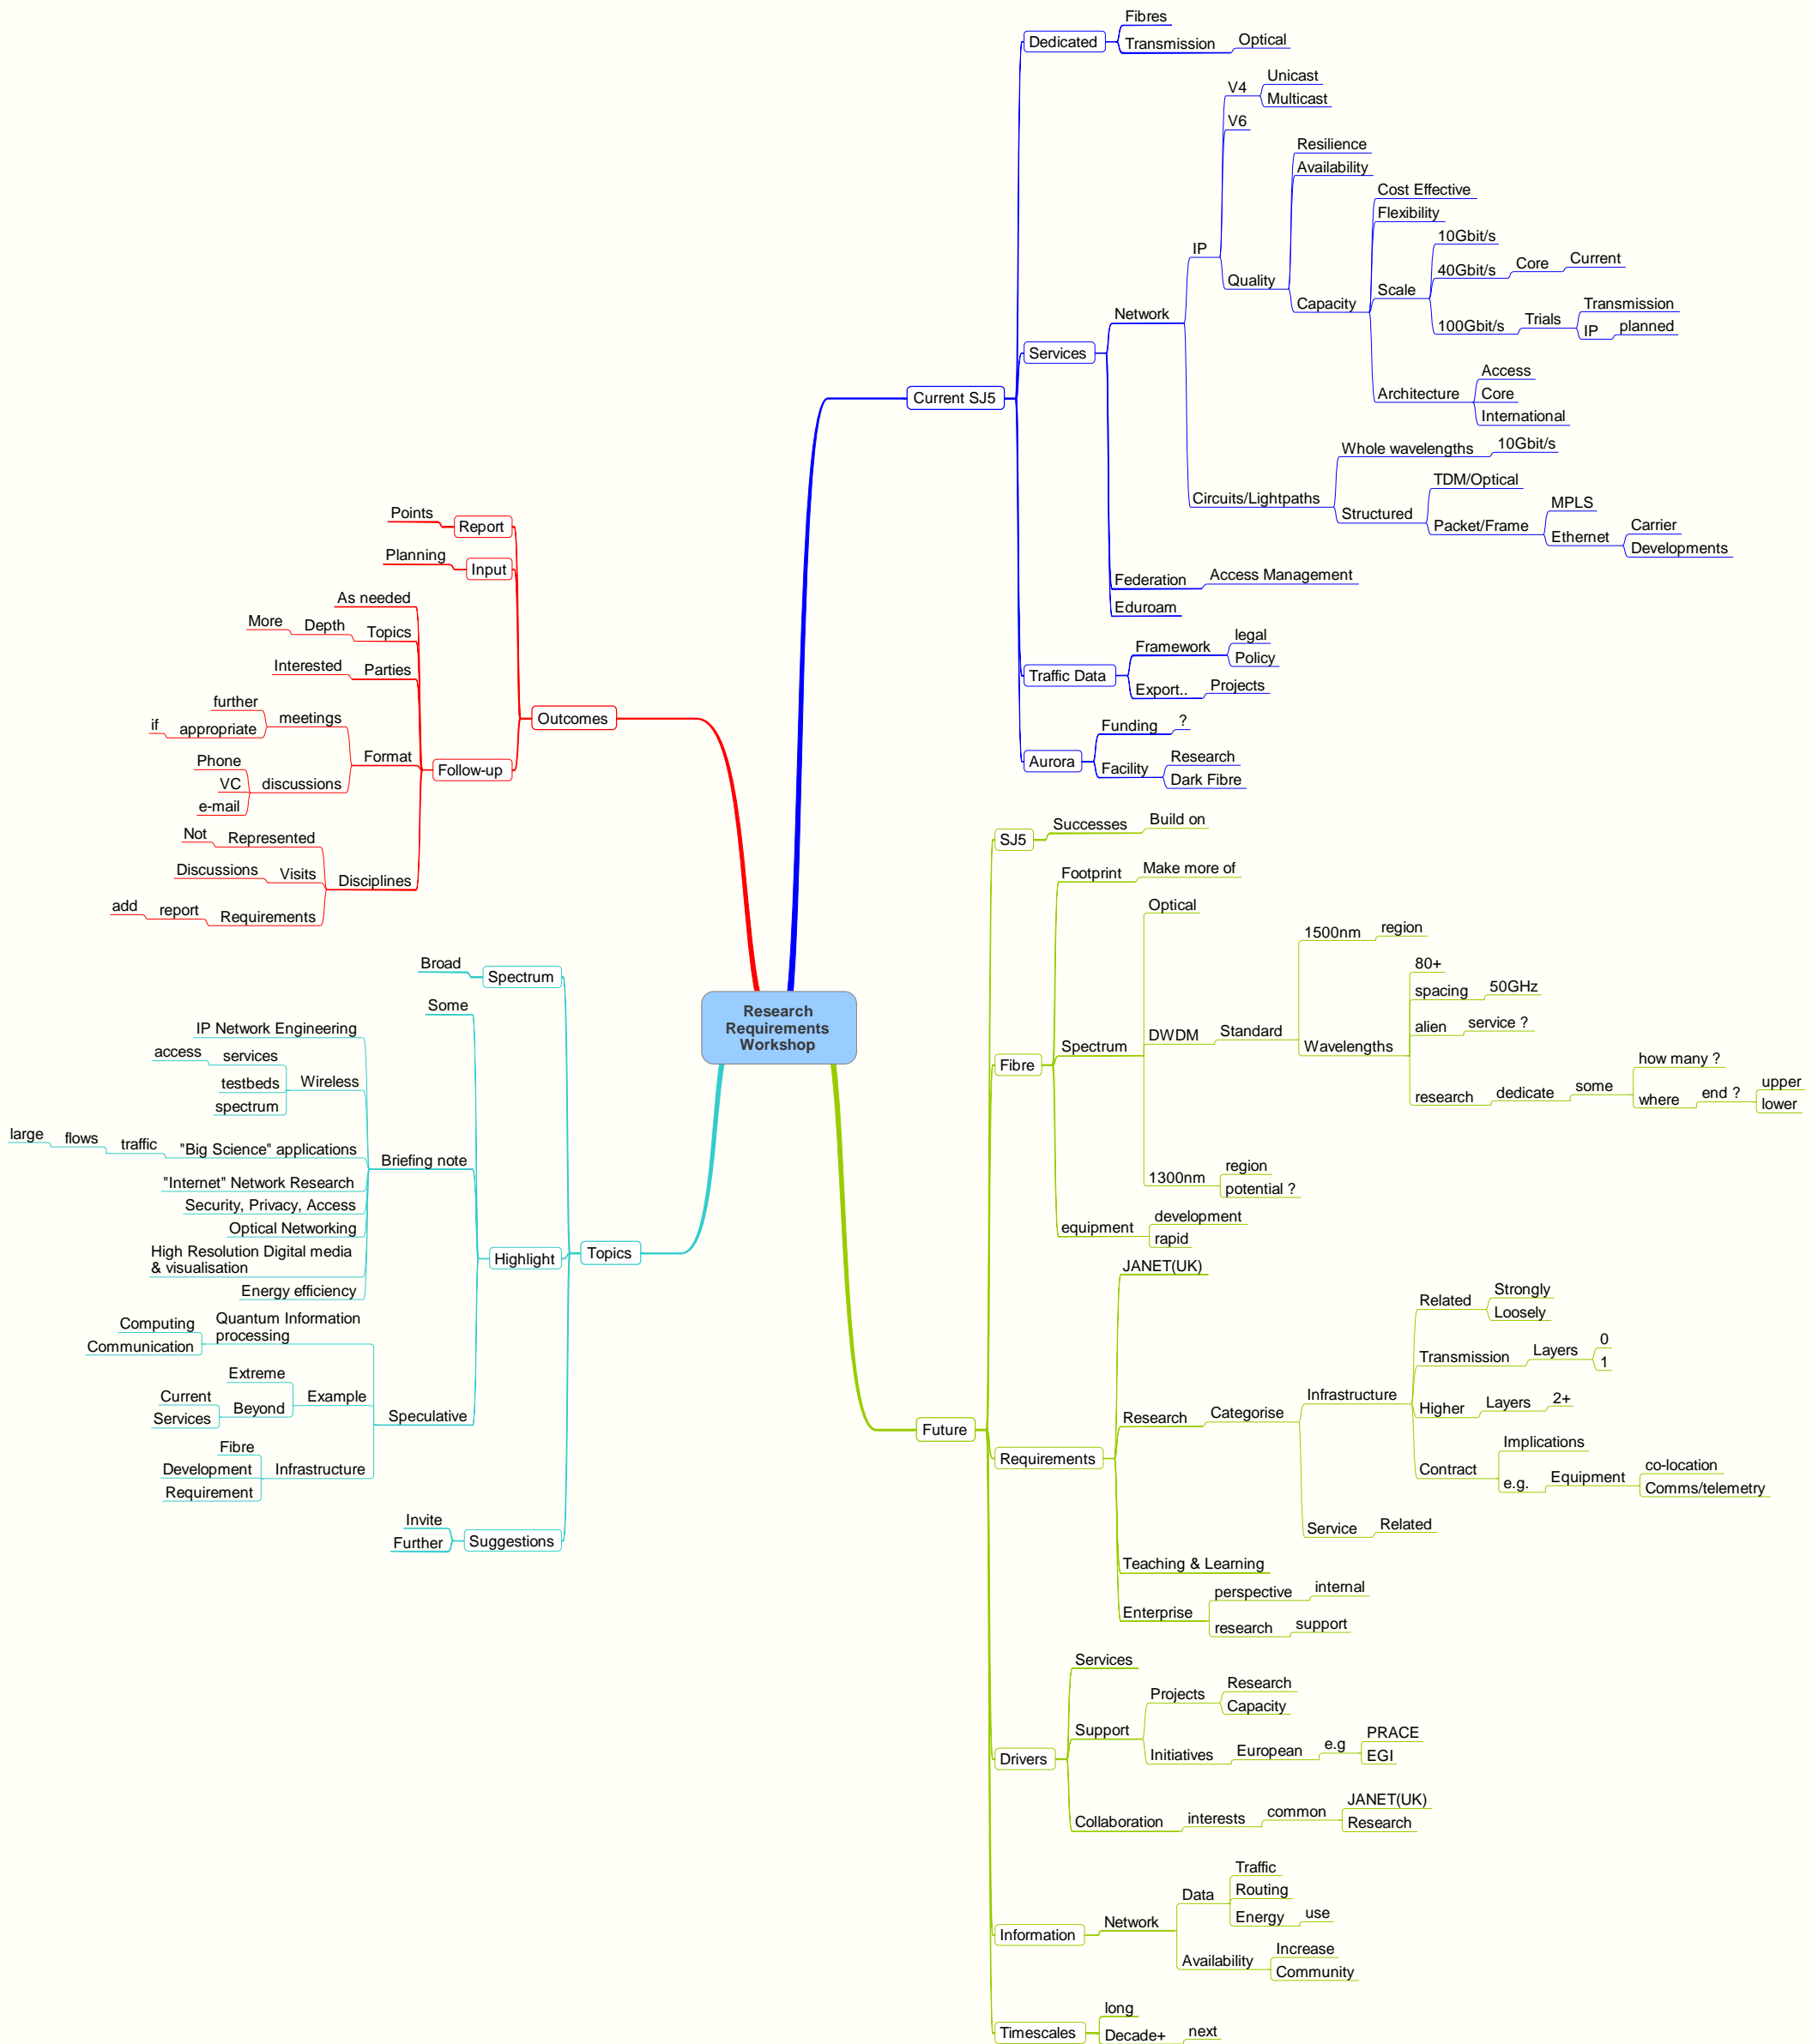 Research
Requirements
Workshop
Current SJ5
Dedicated
Fibres
Transmission
Optical
Services
Network
IP
V4
Unicast
Multicast
V6
Quality
Resilience
Availability
Capacity
Cost Effective
Flexibility
Scale
10Gbit/s
40Gbit/s
Core
Current
100Gbit/s
Trials
Transmission
IP
planned
Architecture
Access
Core
International
Circuits/Lightpaths
Whole wavelengths
10Gbit/s
Structured
TDM/Optical
Packet/Frame
MPLS
Ethernet
Carrier
Developments
Federation
Access Management
Eduroam
Traffic Data
Framework
legal
Policy
Export..
Projects
Aurora
Funding
?
Facility
Research
Dark Fibre
Future
SJ5
Successes
Build on
Fibre
Footprint
Make more of
Spectrum
Optical
DWDM
Standard
1500nm
region
Wavelengths
80+
spacing
50GHz
alien
service ?
research
dedicate
some
how many ?
where
end ?
upper
lower
1300nm
region
potential ?
equipment
development
rapid
Requirements
JANET(UK)
Research
Categorise
Infrastructure
Related
Strongly
Loosely
Transmission
Layers
0
1
Higher
Layers
2+
Contract
Implications
e.g.
Equipment
co-location
Comms/telemetry
Service
Related
Teaching & Learning
Enterprise
perspective
internal
research
support
Drivers
Services
Support
Projects
Research
Capacity
Initiatives
European
e.g
PRACE
EGI
Collaboration
interests
common
JANET(UK)
Research
Information
Network
Data
Traffic
Routing
Energy
use
Availability
Increase
Community
Timescales
long
Decade+
next
Outcomes
Report
Points
Input
Planning
Follow-up
As needed
Topics
Depth
More
Parties
Interested
Format
meetings
further
appropriate
if
discussions
Phone
VC
e-mail
Disciplines
Represented
Not
Visits
Discussions
Requirements
report
add
Topics
Spectrum
Broad
Highlight
Some
Briefing note
IP Network Engineering
Wireless
services
access
testbeds
spectrum
"Big Science" applications
traffic
flows
large
"Internet" Network Research
Security, Privacy, Access
Optical Networking
High Resolution Digital media
& visualisation
Energy efficiency
Speculative
Quantum Information
processing
Computing
Communication
Example
Extreme
Beyond
Current
Services
Infrastructure
Fibre
Development
Requirement
Suggestions
Invite
Further